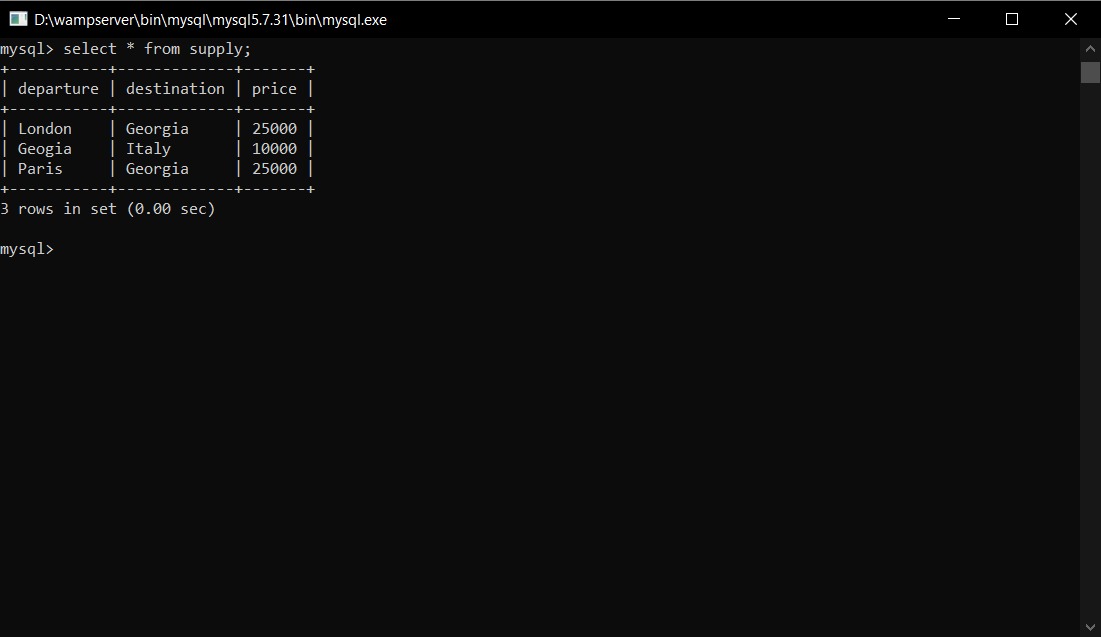 D:\wampserver\bin\mysql\mysql5.7.31\bin\mysql.exe
mysql> select * from supply;
+-----------+-------------+-------+
| departure | destination | price |
+-----------+-------------+-------+
| London    | Georgia     | 25000 |
| Geogia    | Italy       | 10000 |
| Paris     | Georgia     | 25000 |
+-----------+-------------+-------+
3 rows in set (0.00 sec)
mysql>